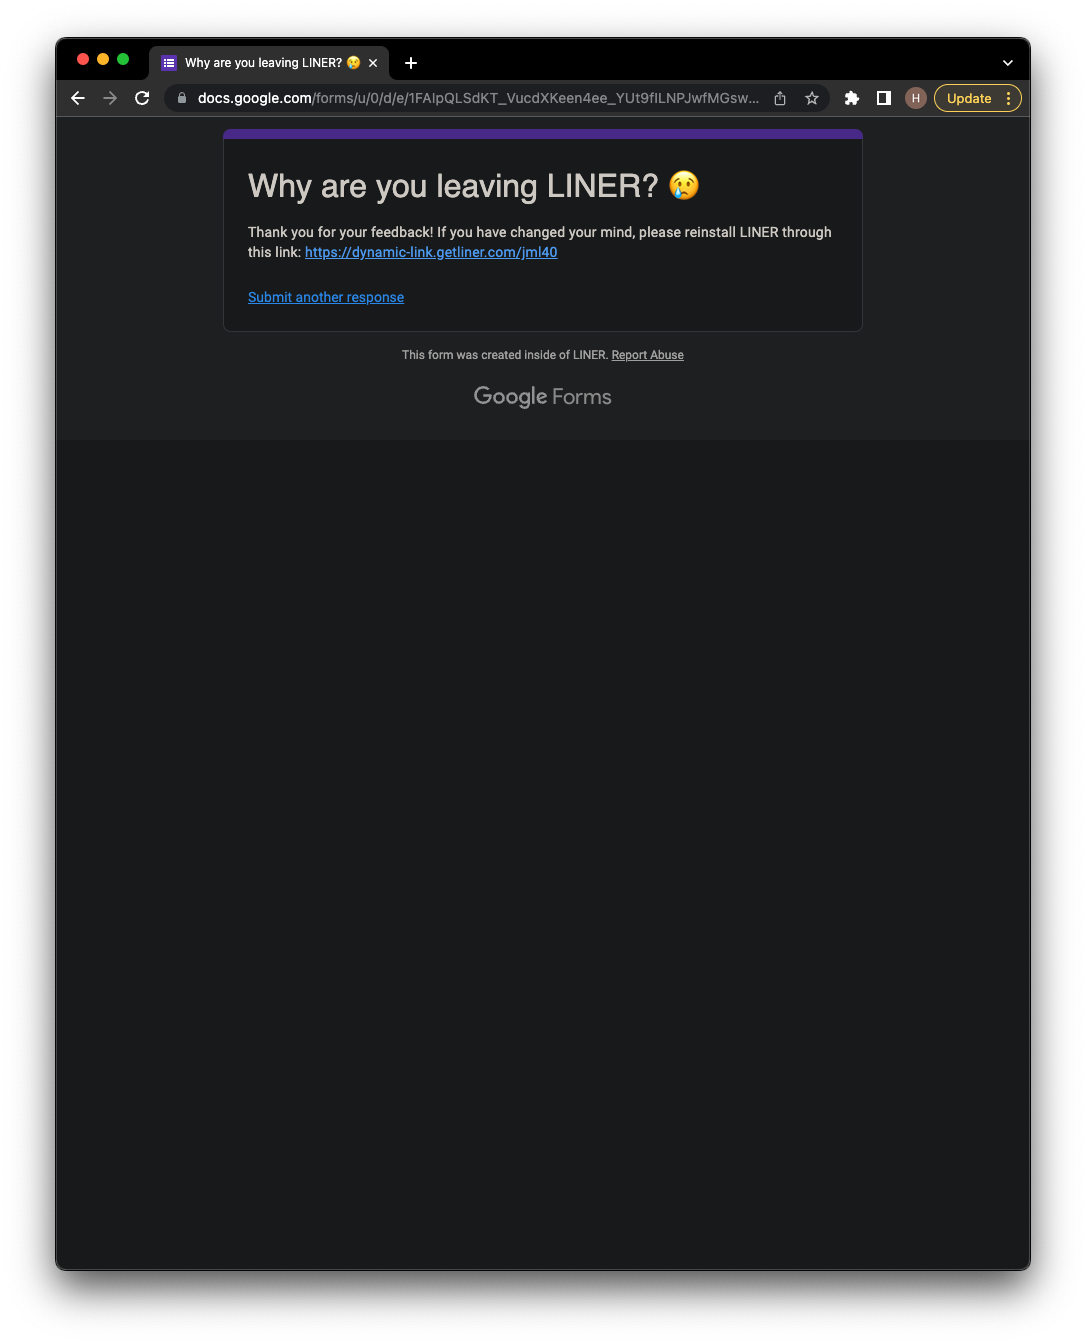 Why are you leaving LINER? 😢
docs.google.com/forms/u/0/d/e/1FAIpQLSdKT_VucdXKeen4ee_YUt9fILNPJwfMGsw...
H
Update
Why are you leaving LINER? 😢
Thank you for your feedback! If you have changed your mind, please reinstall LINER through
this link: https://dynamic-link.getliner.com/jml40
Submit another response
This form was created inside of LINER. Report Abuse
Google Forms